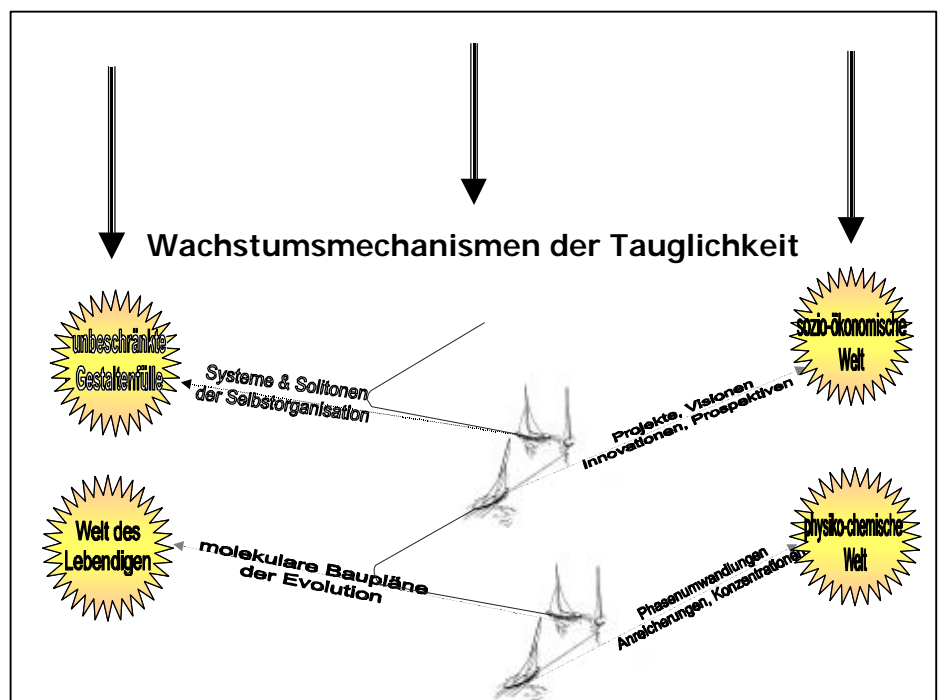 Wachstumsmechanismen der Tauglichkeit
unbeschränkte
Gestaltenfülle
Systeme & Solitonen
der Selbstorganisation
Projekte, Visionen
Innovationen, Prospektiven
sozio-ökonomische
Welt
Welt des
Lebendigen
molekulare Baupläne
der Evolution
Phasenumwandlungen
Anreicherungen, Konzentrationen
physiko-chemische
Welt